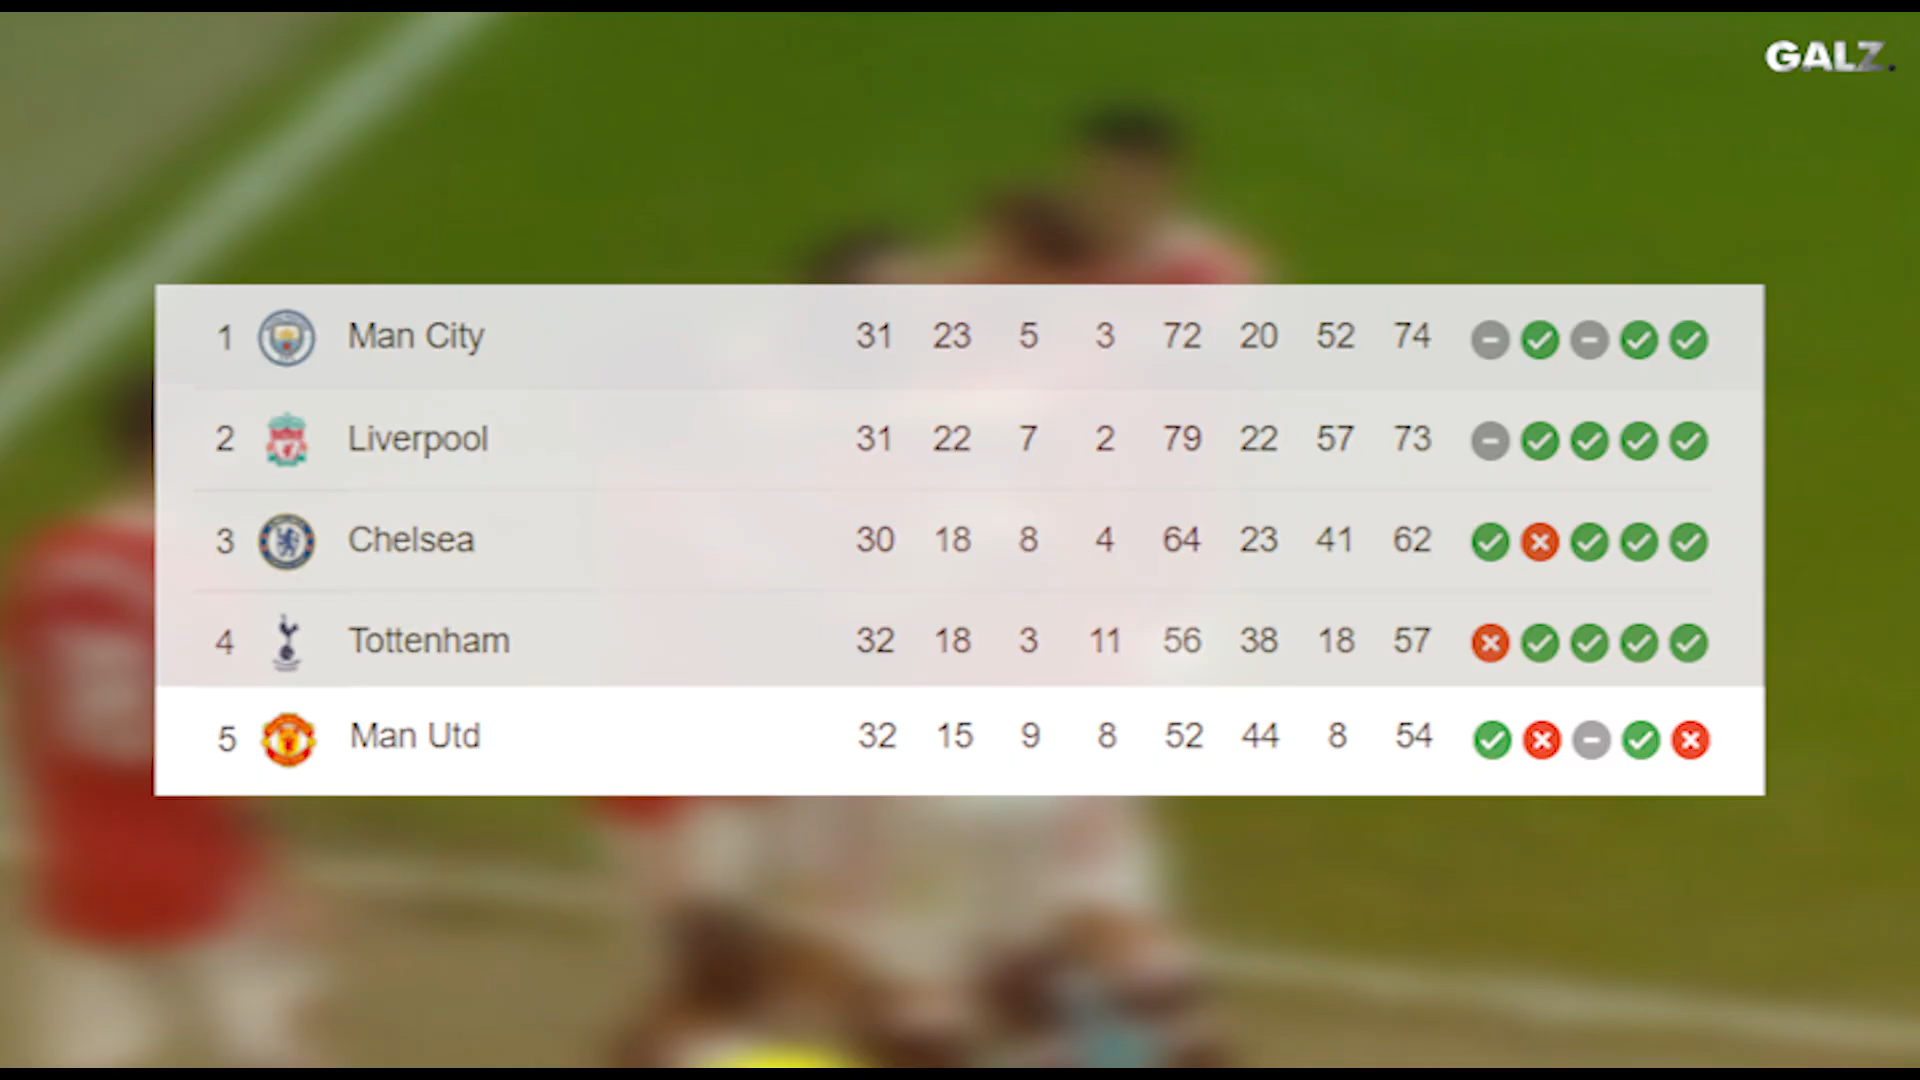 GALZ.
1 Man City 31 23 5 3 72 20 52 74
2 Liverpool 31 22 7 2 79 22 57 73
3 Chelsea 30 18 8 4 64 23 41 62
4 Tottenham 32 18 3 11 56 38 18 57
5 Man Utd 32 15 9 8 52 44 8 54